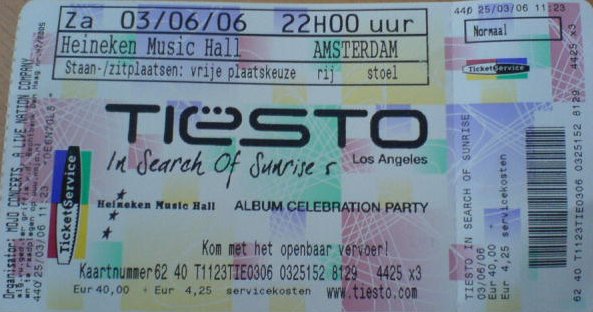 Za 03/06/06 22H00 uur
Heineken Music Hall AMSTERDAM
Staan-/zitplaatsen: vrije plaatskeuze rij stoel
TIËSTO
In Search Of Sunrise 5
Los Angeles
Heineken Music Hall ALBUM CELEBRATION PARTY
Kom met het openbaar vervoer!
Kaartnummer 62 40 T1123TIE0306 0325152 8129 4425 x3
Eur 40,00 + Eur 4,25 servicekosten www.tiesto.com
440 25/03/06 11:23
Normaal
TicketService
TicketService
Organisator: MOJO CONCERTS, A LIVE NATION COMPANY
440 25/03/06 11:23
TIESTO IN SEARCH OF SUNRISE
03/06/06
Eur 40,00 +
Eur 4,25 servicekosten
62 40 T1123TIE0306 0325152 8129 4425 x3